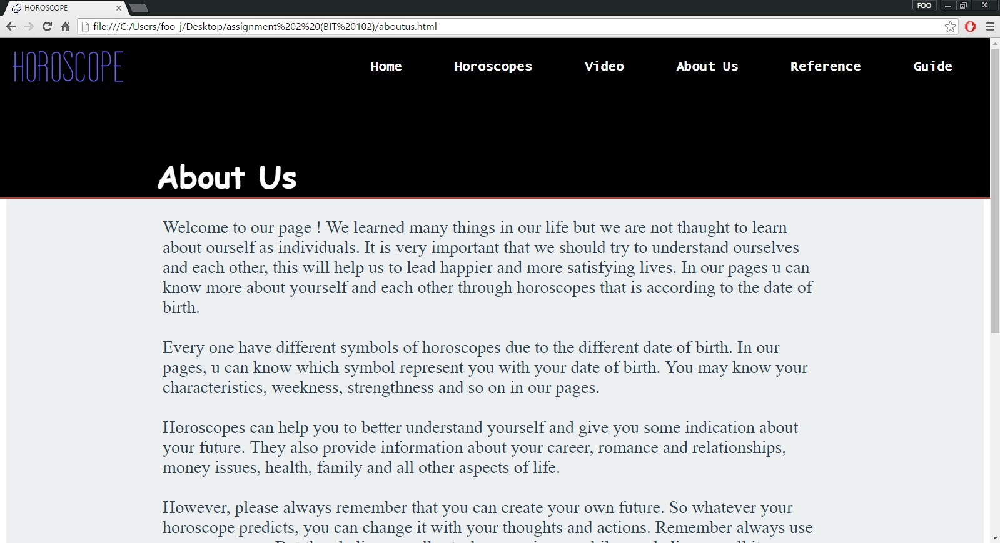 HOROSCOPE
FOO
file:///C:/Users/foo_j/Desktop/assignment%202%20(BIT%20102)/aboutus.html
HOROSCOPE
Home Horoscopes Video About Us Reference Guide
About Us
Welcome to our page ! We learned many things in our life but we are not thaught to learn
about ourself as individuals. It is very important that we should try to understand ourselves
and each other, this will help us to lead happier and more satisfying lives. In our pages u can
know more about yourself and each other through horoscopes that is according to the date of
birth.
Every one have different symbols of horoscopes due to the different date of birth. In our
pages, u can know which symbol represent you with your date of birth. You may know your
characteristics, weekness, strengthness and so on in our pages.
Horoscopes can help you to better understand yourself and give you some indication about
your future. They also provide information about your career, romance and relationships,
money issues, health, family and all other aspects of life.
However, please always remember that you can create your own future. So whatever your
horoscope predicts, you can change it with your thoughts and actions. Remember always use